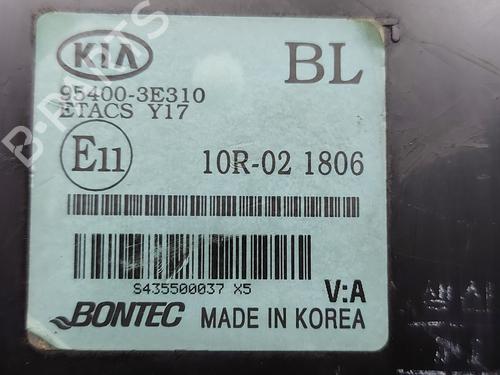 KIA
BL
95400-3E310
ETACS Y17
E11
10R-02 1806
S435500037 X5
V:A
BONTEC MADE IN KOREA
B-PARTS